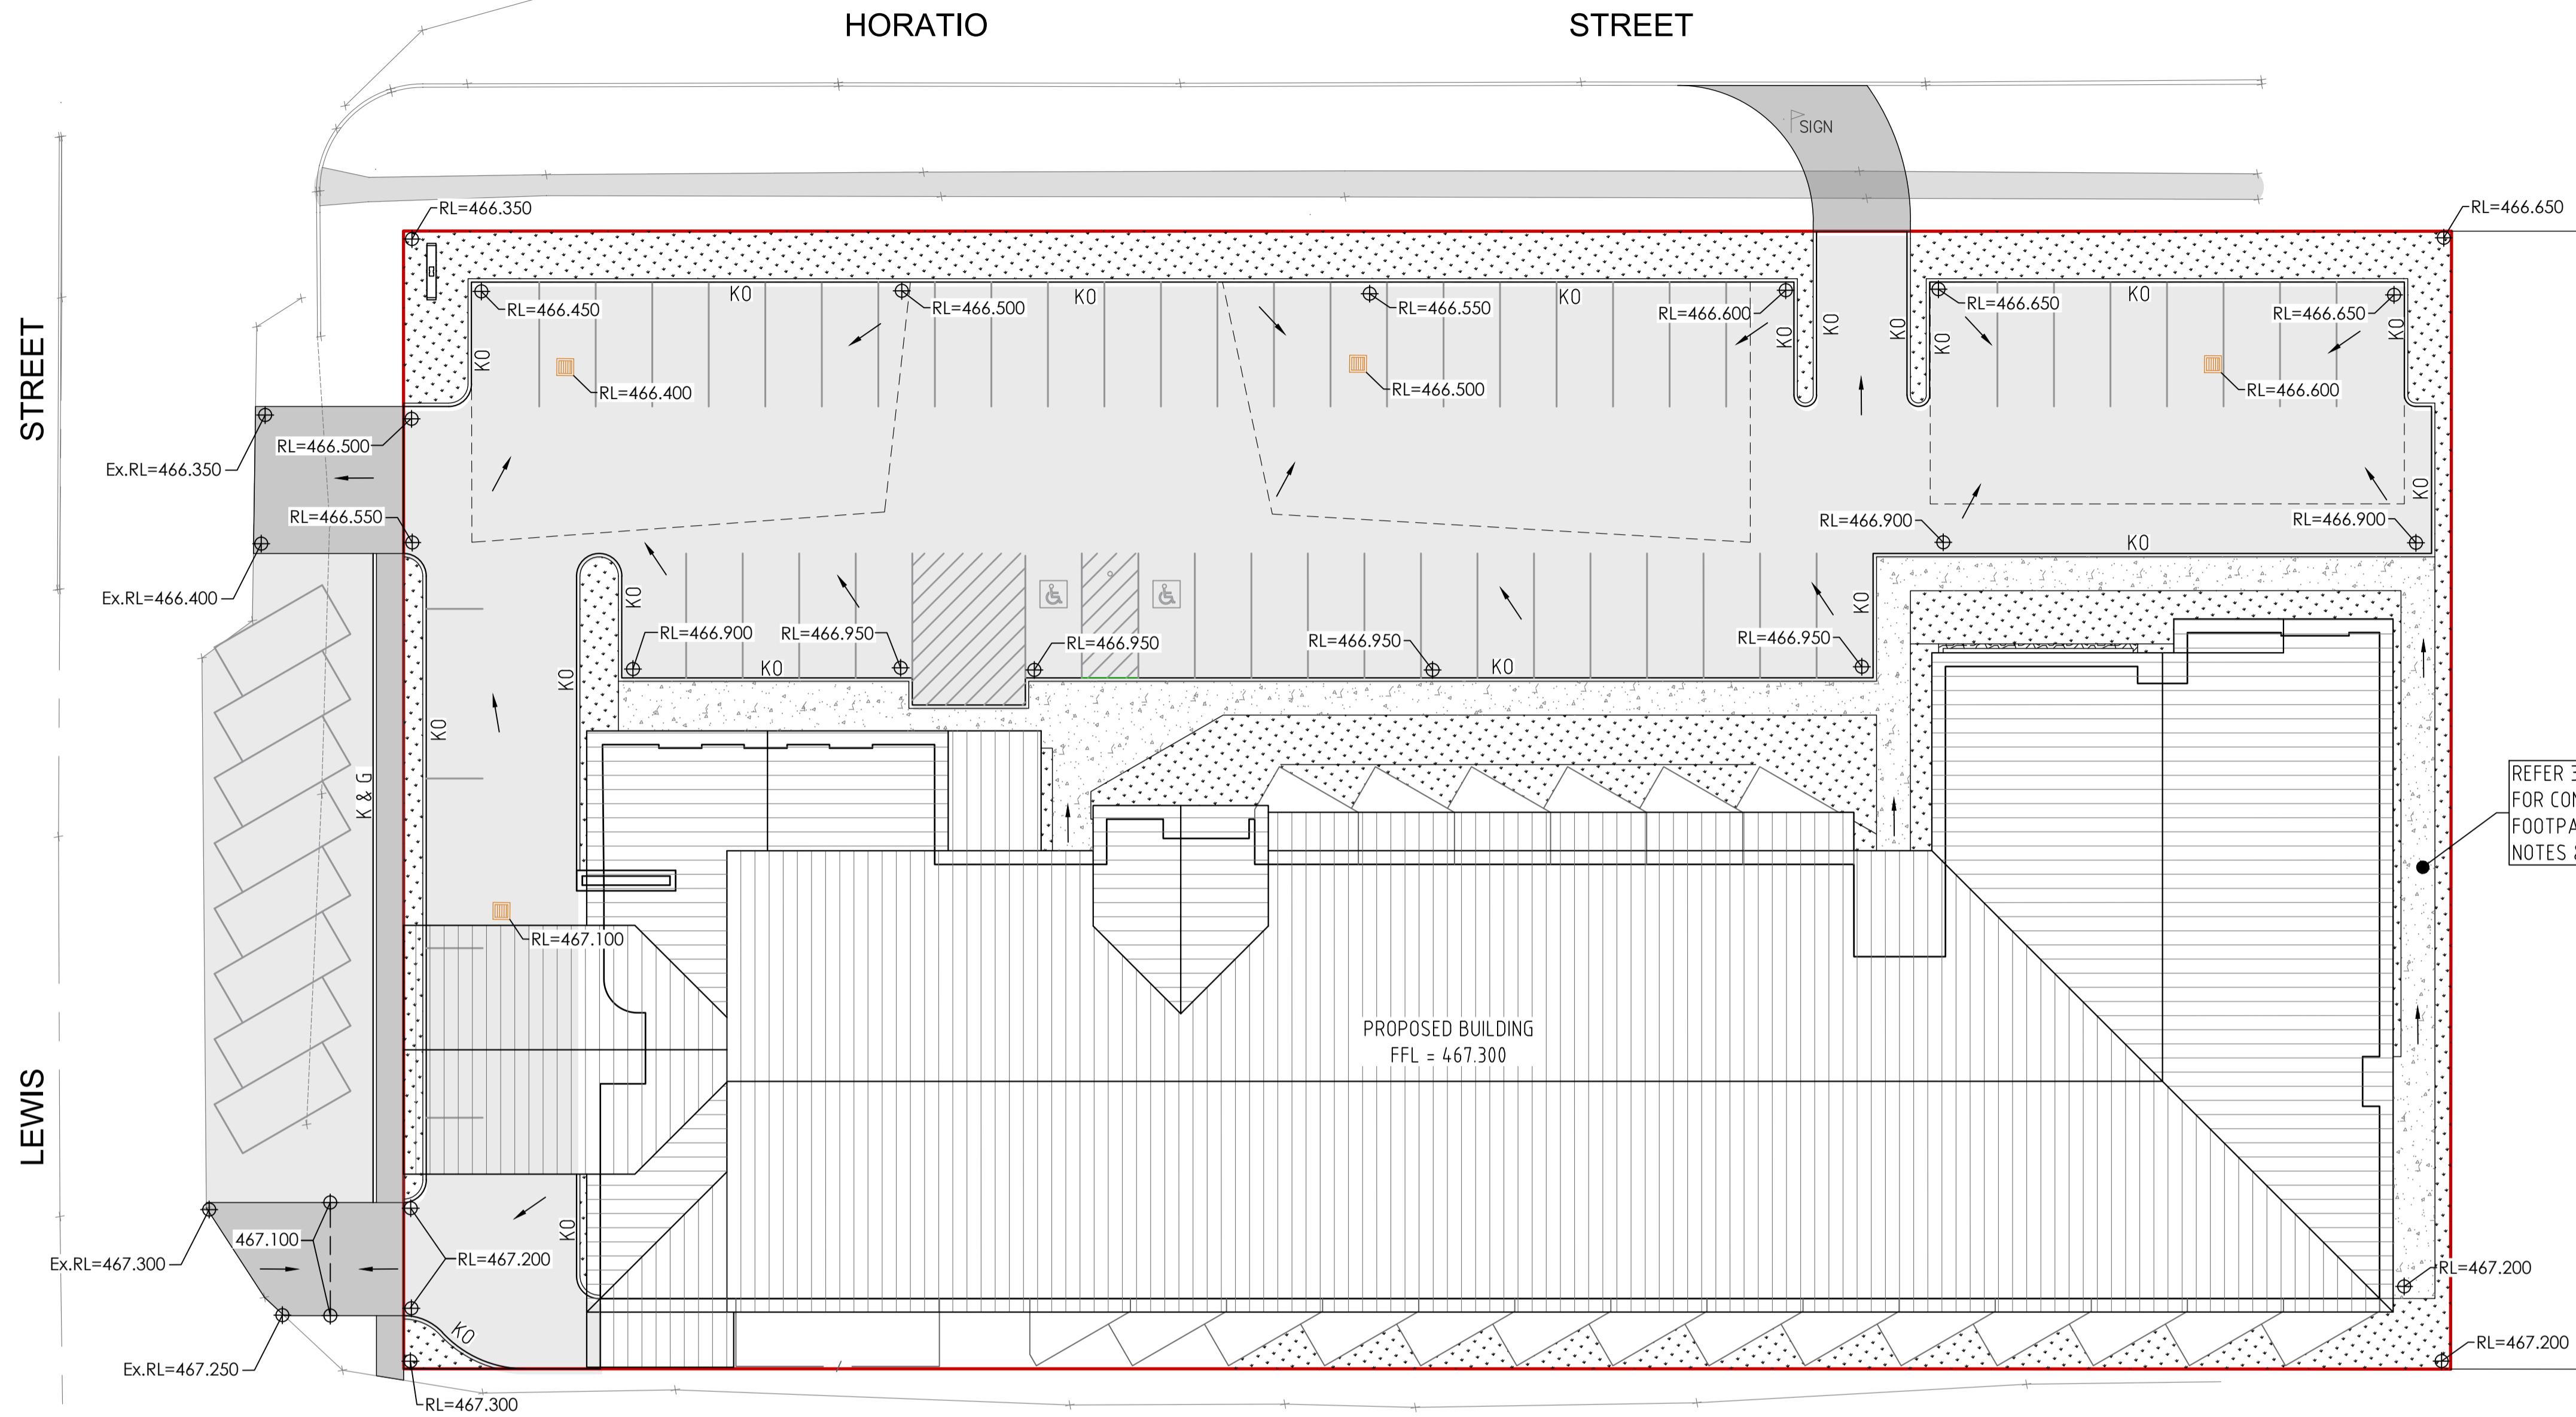 HORATIO STREET
SIGN
RL=466.350
RL=466.650
STREET
LEWIS
KO
KO
KO
KO
RL=466.450
RL=466.500
RL=466.550
RL=466.600
RL=466.650
RL=466.650
KO
KO
KO
KO
KO
KO
RL=466.400
RL=466.500
RL=466.600
RL=466.500
Ex.RL=466.350
RL=466.550
Ex.RL=466.400
RL=466.900
RL=466.900
KO
KO
KO
KO
RL=466.900
RL=466.950
RL=466.950
RL=466.950
RL=466.950
KO
KO
KO
KO
K & G
REFER 3
FOR CON
FOOTPA
NOTES &
RL=467.100
PROPOSED BUILDING
FFL = 467.300
KO
467.100
RL=467.200
Ex.RL=467.300
RL=467.200
KO
RL=467.200
Ex.RL=467.250
RL=467.300